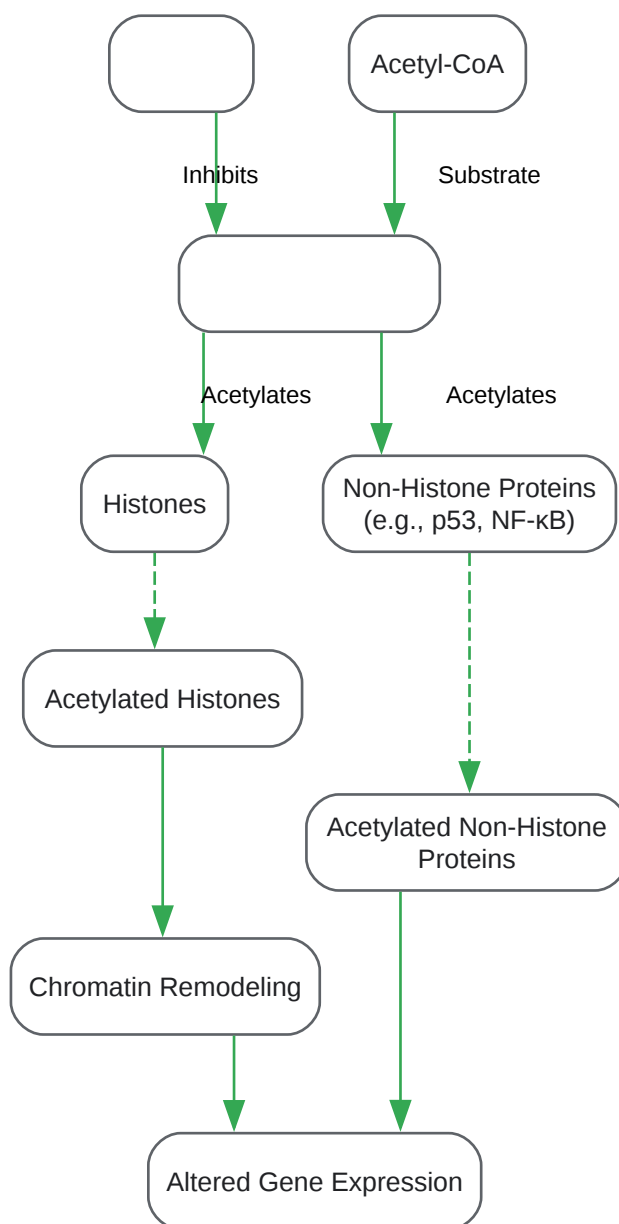 Acetyl-CoA
Inhibits
Substrate
Acetylates
Acetylates
Histones
Non-Histone Proteins
(e.g., p53, NF-κB)
Acetylated Histones
Acetylated Non-Histone
Proteins
Chromatin Remodeling
Altered Gene Expression